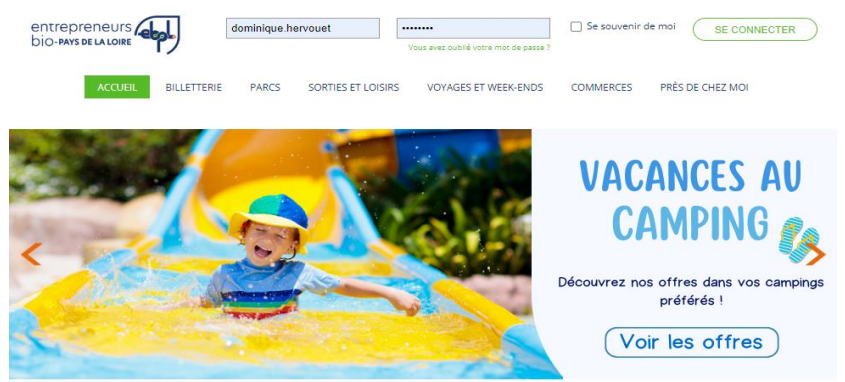 entrepreneurs
bio-PAYS DE LA LOIRE
ebpl
dominique.hervouet
••••••••
Se souvenir de moi
SE CONNECTER
Vous avez oublié votre mot de passe ?
ACCUEIL BILLETTERIE PARCS SORTIES ET LOISIRS VOYAGES ET WEEK-ENDS COMMERCES PRÈS DE CHEZ MOI
VACANCES AU
CAMPING
Découvrez nos offres dans vos campings
préférés !
Voir les offres